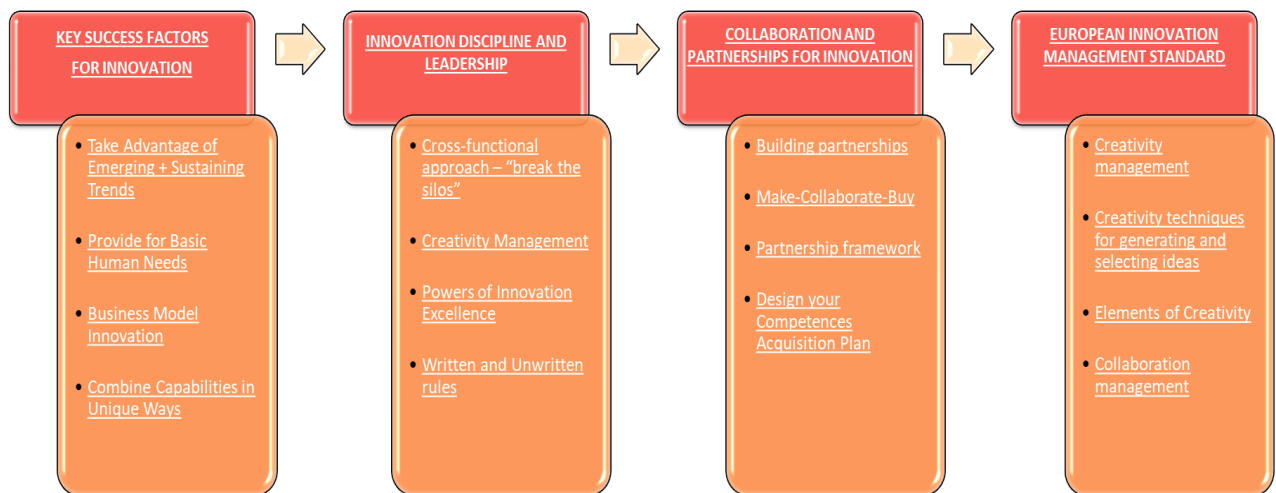 KEY SUCCESS FACTORS
FOR INNOVATION
• Take Advantage of
Emerging + Sustaining
Trends
• Provide for Basic
Human Needs
• Business Model
Innovation
• Combine Capabilities in
Unique Ways
INNOVATION DISCIPLINE AND
LEADERSHIP
• Cross-functional
approach – “break the
silos”
• Creativity Management
• Powers of Innovation
Excellence
• Written and Unwritten
rules
COLLABORATION AND
PARTNERSHIPS FOR INNOVATION
• Building partnerships
• Make-Collaborate-Buy
• Partnership framework
• Design your
Competences
Acquisition Plan
EUROPEAN INNOVATION
MANAGEMENT STANDARD
• Creativity
management
• Creativity techniques
for generating and
selecting ideas
• Elements of Creativity
• Collaboration
management